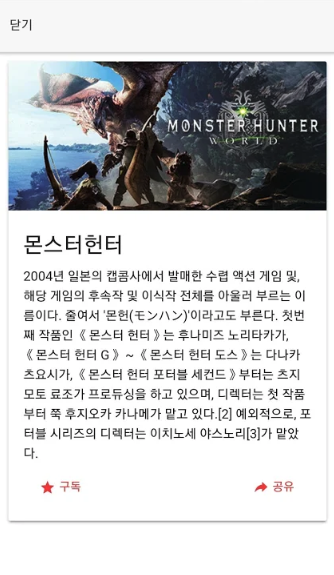 닫기
MONSTER HUNTER
WORLD
몬스터헌터
2004년 일본의 캡콤사에서 발매한 수렵 액션 게임 및,
해당 게임의 후속작 및 이식작 전체를 아울러 부르는 이
름이다. 줄여서 '몬헌(モンハン)'이라고도 부른다. 첫번
째 작품인《 몬스터 헌터 》는 후나미즈 노리타카가,
《 몬스터 헌터 G 》~《 몬스터 헌터 도스 》는 다나카
츠요시가,《 몬스터 헌터 포터블 세컨드 》부터는 츠지
모토 료조가 프로듀싱을 하고 있으며, 디렉터는 첫 작품
부터 쭉 후지오카 카나메가 맡고 있다.[2] 예외적으로, 포
터블 시리즈의 디렉터는 이치노세 야스노리[3]가 맡았
다.
구독 공유